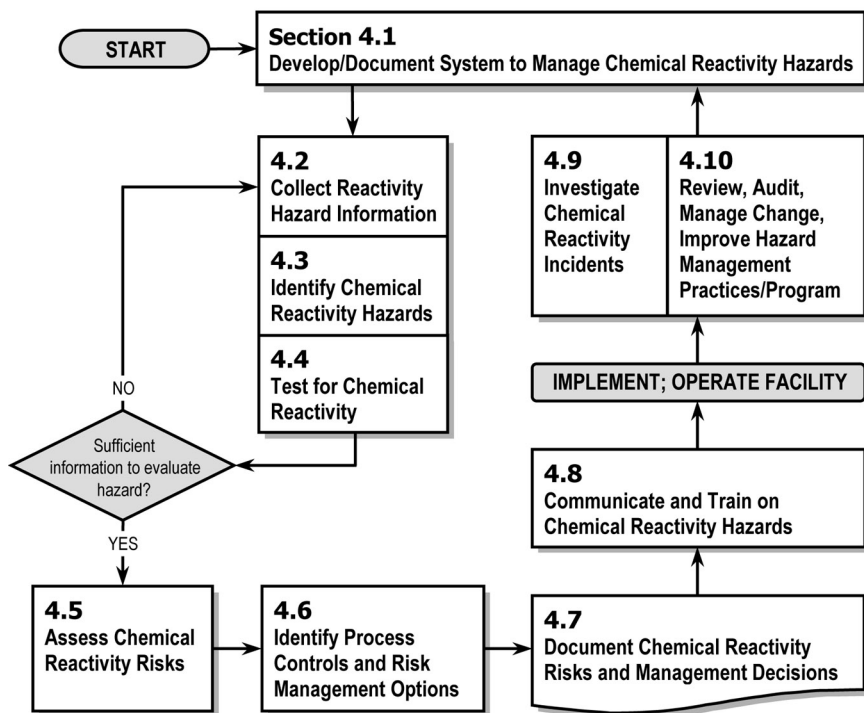 START
Section 4.1
Develop/Document System to Manage Chemical Reactivity Hazards
4.2
Collect Reactivity
Hazard Information
4.3
Identify Chemical
Reactivity Hazards
4.4
Test for Chemical
Reactivity
NO
Sufficient
information to evaluate
hazard?
YES
4.5
Assess Chemical
Reactivity Risks
4.6
Identify Process
Controls and Risk
Management Options
4.7
Document Chemical Reactivity
Risks and Management Decisions
4.8
Communicate and Train on
Chemical Reactivity Hazards
IMPLEMENT; OPERATE FACILITY
4.9
Investigate
Chemical
Reactivity
Incidents
4.10
Review, Audit,
Manage Change,
Improve Hazard
Management
Practices/Program